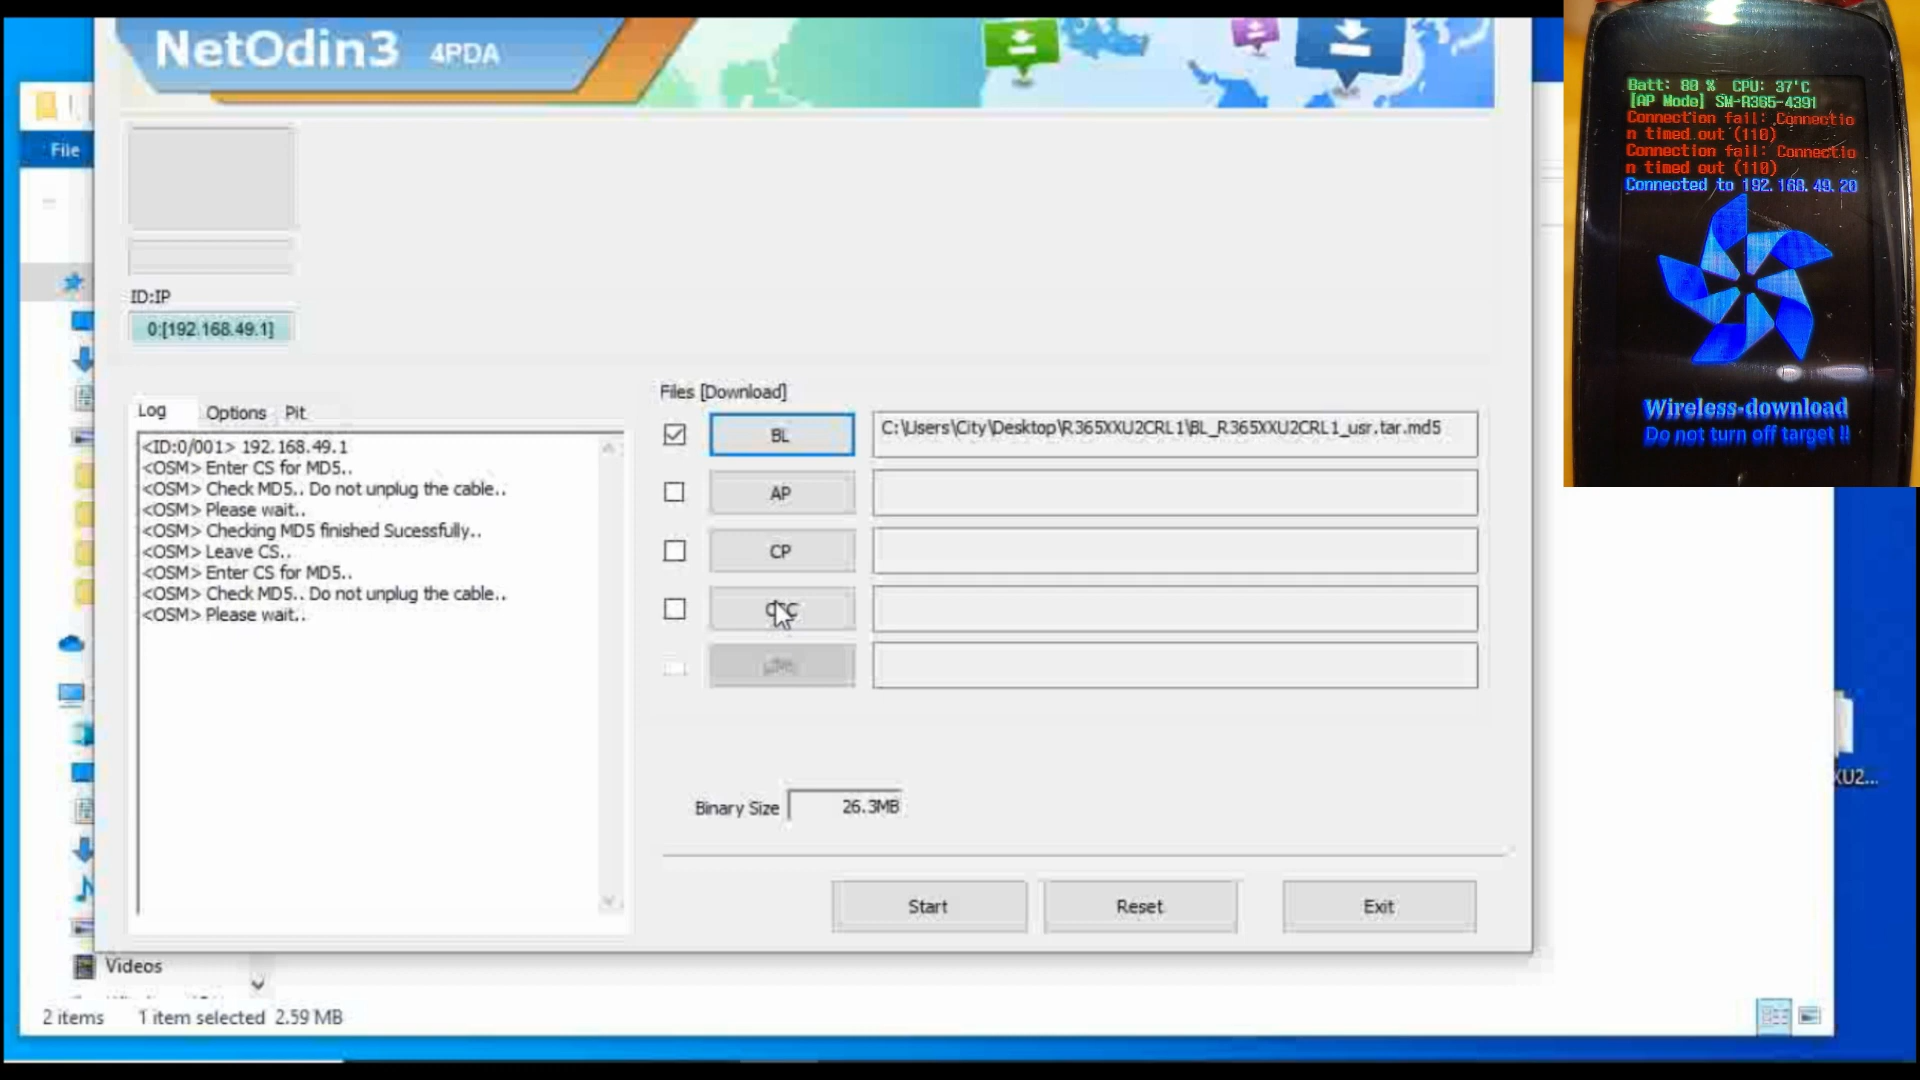 NetOdin3 4PDA
File
ID:IP
0:[192.168.49.1]
Log Options Pit
<ID:0/001> 192.168.49.1
<OSM> Enter CS for MD5..
<OSM> Check MD5.. Do not unplug the cable..
<OSM> Please wait..
<OSM> Checking MD5 finished Sucessfully..
<OSM> Leave CS..
<OSM> Enter CS for MD5..
<OSM> Check MD5.. Do not unplug the cable..
<OSM> Please wait..
Files [Download]
BL C:\Users\City\Desktop\R365XXU2CRL1\BL_R365XXU2CRL1_usr.tar.md5
AP
CP
Binary Size 26.3MB
Start Reset Exit
Videos
2 items 1 item selected 2.59 MB
XU2...
Batt: 80 % CPU: 37'C
[AP Mode] SM-R365-4391
Connection fail: Connectio
n timed out (110)
Connection fail: Connectio
n timed out (110)
Connected to 192.168.49.20
Wireless-download
Do not turn off target !!